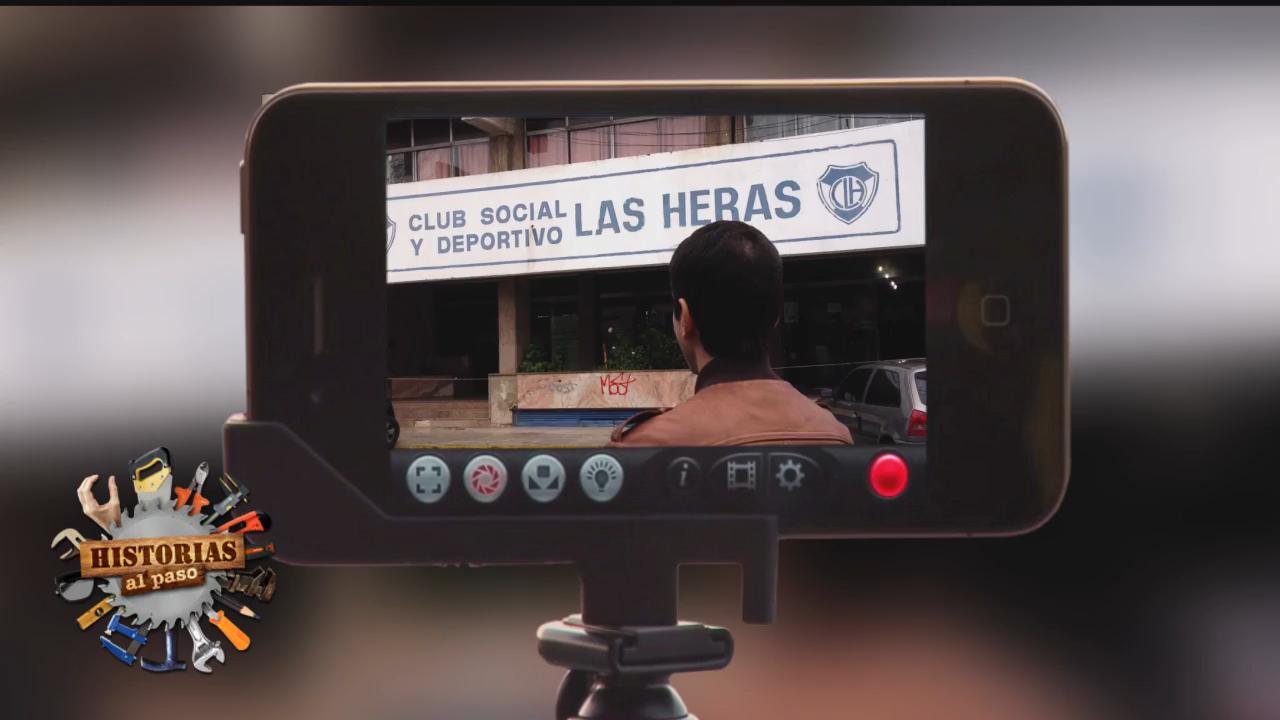 CLUB SOCIAL
Y DEPORTIVO
LAS HERAS
CLH
HISTORIAS
al paso
i